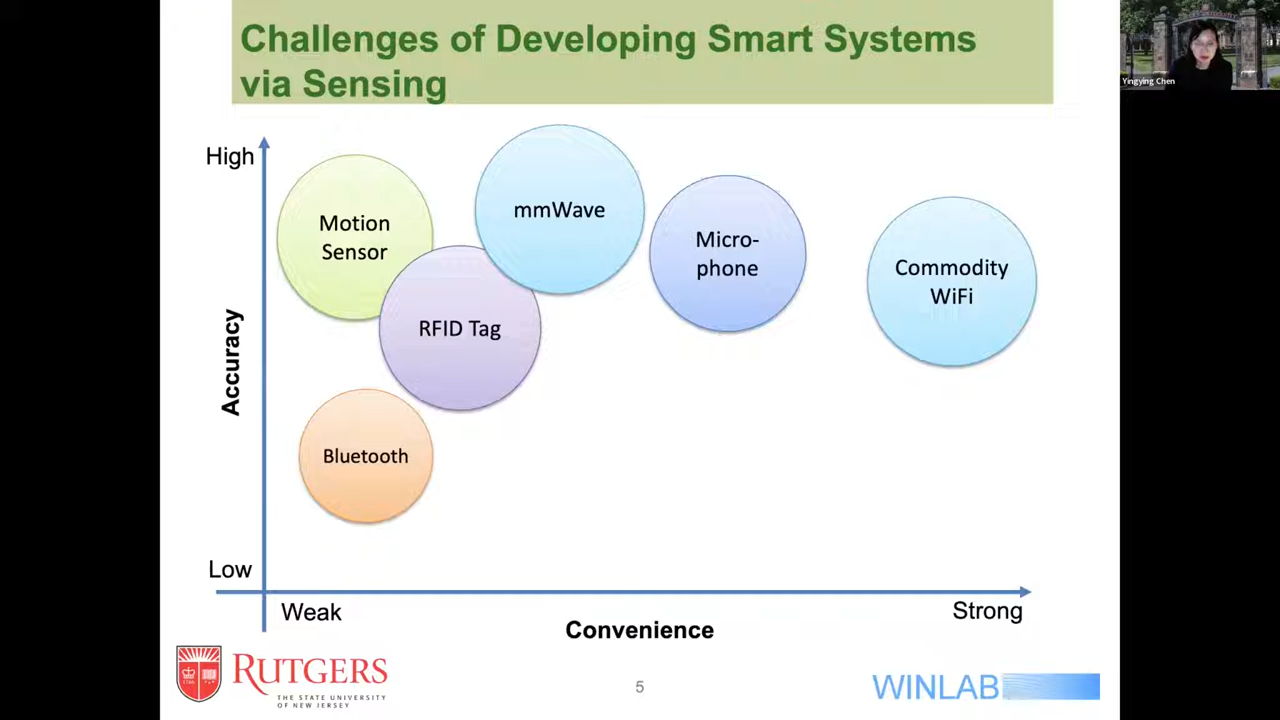 Challenges of Developing Smart Systems
via Sensing
Yingying Chen
High
Motion
Sensor
mmWave
Micro-
phone
Commodity
WiFi
RFID Tag
Accuracy
Bluetooth
Low
Weak
Convenience
Strong
RUTGERS
THE STATE UNIVERSITY
OF NEW JERSEY
5
WINLAB